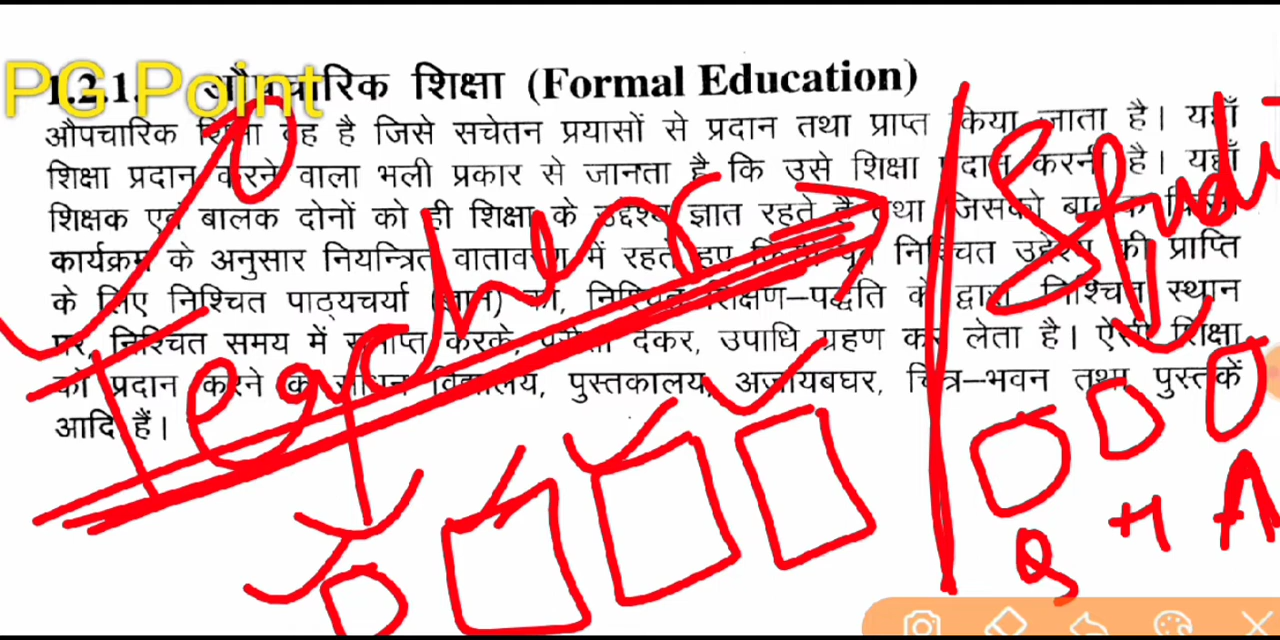 PG Point
1.2.1. औपचारिक शिक्षा (Formal Education)
औपचारिक शिक्षा वह है जिसे सचेतन प्रयासों से प्रदान तथा प्राप्त किया जाता है। यहाँ
शिक्षा प्रदान करने वाला भली प्रकार से जानता है कि उसे शिक्षा प्रदान करनी है। यहाँ
शिक्षक एवं बालक दोनों को ही शिक्षा के उद्देश्य ज्ञात रहते है तथा जिसको बालक
कार्यक्रम के अनुसार नियन्त्रित वातावरण में रहते हुए किसी पूर्व निश्चित उद्देश्य की प्राप्ति
के लिए निश्चित पाठ्यचर्या (ज्ञान) को, निश्चित शिक्षण–पद्धति के द्वारा निश्चित स्थान
पर, निश्चित समय में समाप्त करके, परीक्षा देकर, उपाधि ग्रहण कर लेता है। ऐसी शिक्षा
को प्रदान करने के साधन विद्यालय, पुस्तकालय, अजायबघर, चित्र–भवन तथा पुस्तकें
आदि हैं।
Teacher
Studi